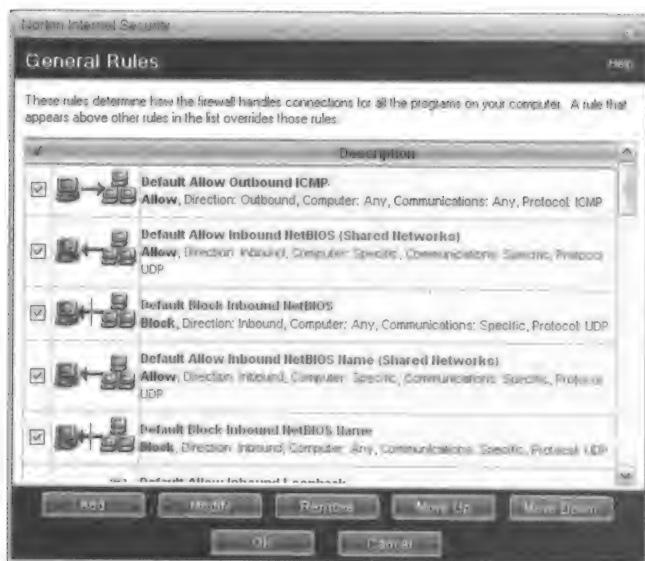 Norton Internet Security
General Rules
Help
These rules determine how the firewall handles connections for all the programs on your computer. A rule that
appears above other rules in the list overrides those rules.
Description
Default Allow Outbound ICMP
Allow, Direction: Outbound, Computer: Any, Communications: Any, Protocol: ICMP
Default Allow Inbound NetBIOS (Shared Networks)
Allow, Direction: Inbound, Computer: Specific, Communications: Specific, Protocol:
UDP
Default Block Inbound NetBIOS
Block, Direction: Inbound, Computer: Any, Communications: Specific, Protocol: UDP
Default Allow Inbound NetBIOS Name (Shared Networks)
Allow, Direction: Inbound, Computer: Specific, Communications: Specific, Protocol:
UDP
Default Block Inbound NetBIOS Name
Block, Direction: Inbound, Computer: Any, Communications: Specific, Protocol: UDP
Default Allow Inbound Loopback
Add
Modify
Remove
Move Up
Move Down
OK
Cancel